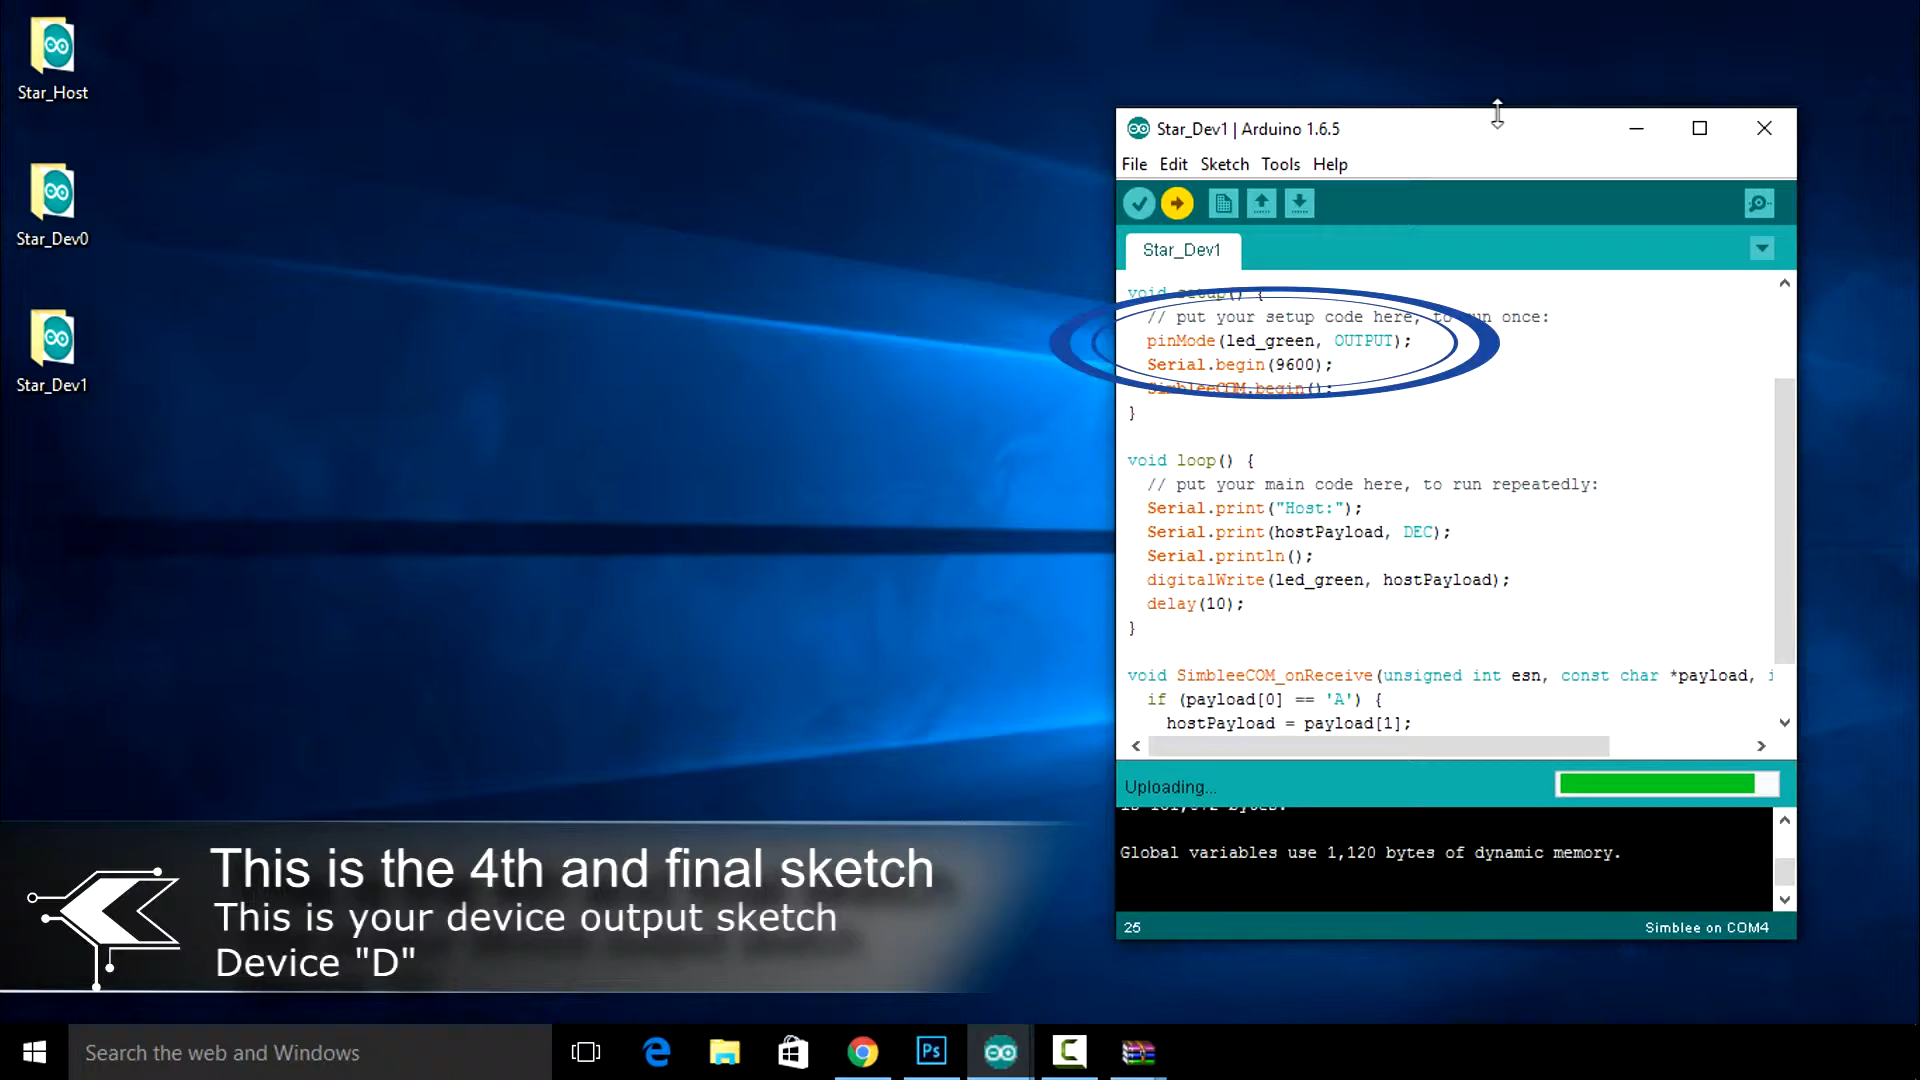 Star_Host
Star_Dev0
Star_Dev1
Star_Dev1 | Arduino 1.6.5
File Edit Sketch Tools Help
Star_Dev1
void setup() {
// put your setup code here, to run once:
pinMode(led_green, OUTPUT);
Serial.begin(9600);
SimbleeCOM.begin();
}
void loop() {
// put your main code here, to run repeatedly:
Serial.print("Host:");
Serial.print(hostPayload, DEC);
Serial.println();
digitalWrite(led_green, hostPayload);
delay(10);
}
void SimbleeCOM_onReceive(unsigned int esn, const char *payload, i
if (payload[0] == 'A') {
hostPayload = payload[1];
Uploading...
Global variables use 1,120 bytes of dynamic memory.
25
Simblee on COM4
This is the 4th and final sketch
This is your device output sketch
Device "D"
Search the web and Windows
Ps